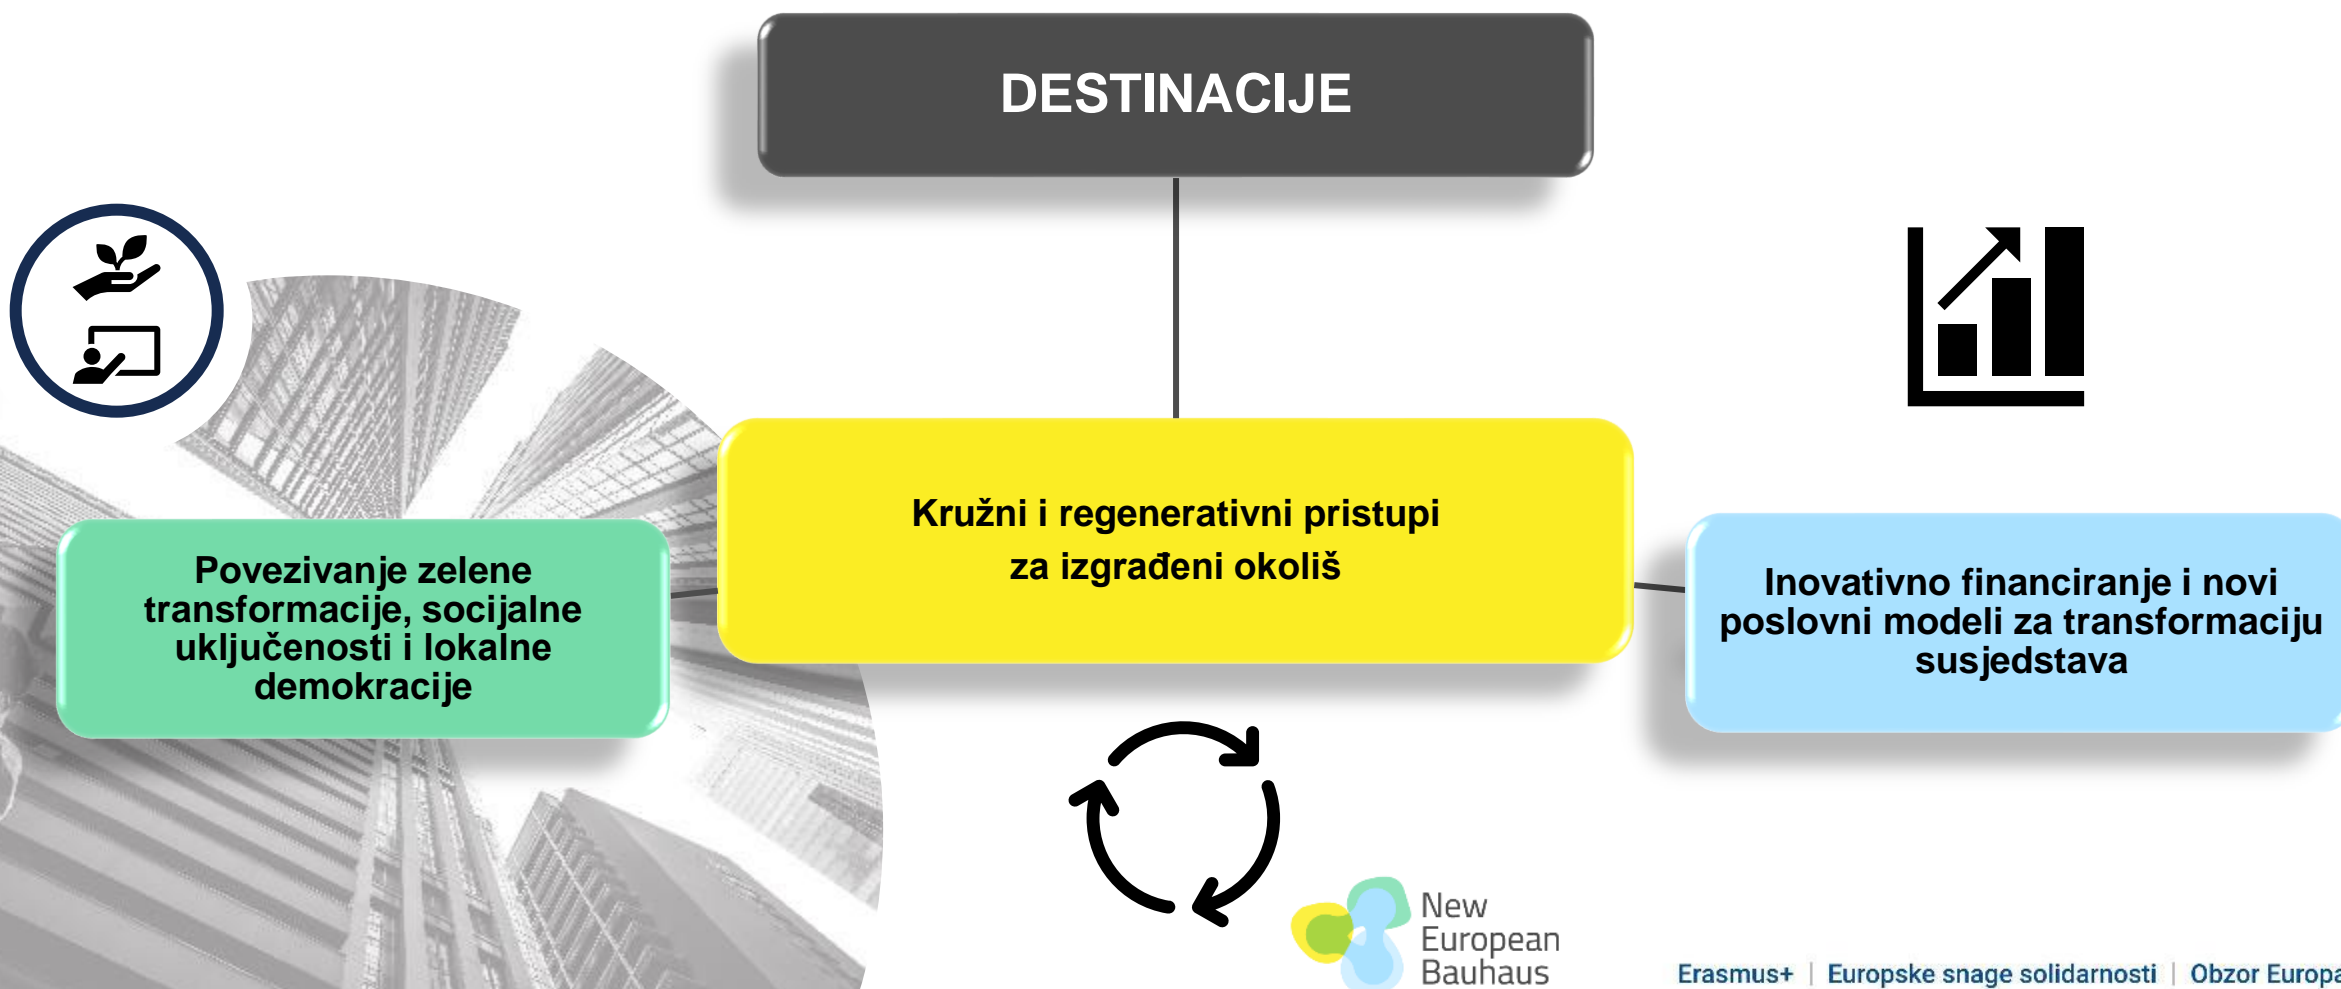 DESTINACIJE
Povezivanje zelene
transformacije, socijalne
uključenosti i lokalne
demokracije
Kružni i regenerativni pristupi
za izgrađeni okoliš
Inovativno financiranje i novi
poslovni modeli za transformaciju
susjedstava
New
European
Bauhaus
Erasmus+ | Europske snage solidarnosti | Obzor Europa